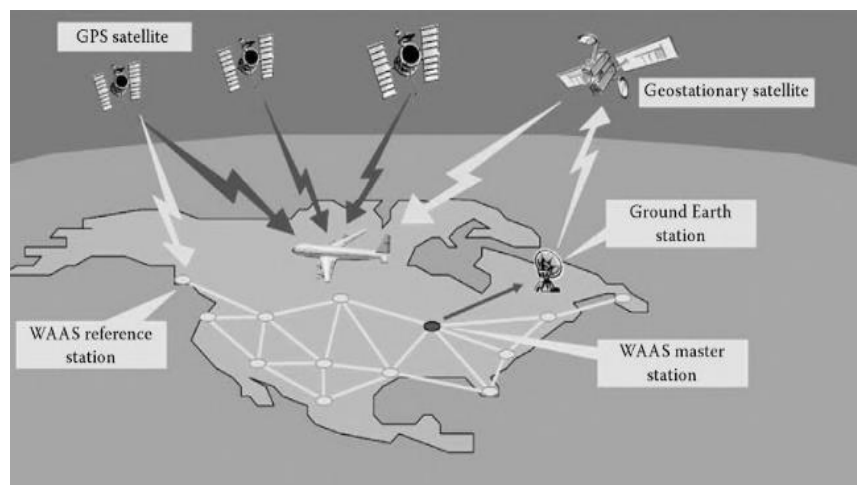 GPS satellite
Geostationary satellite
Ground Earth
station
WAAS reference
station
WAAS master
station